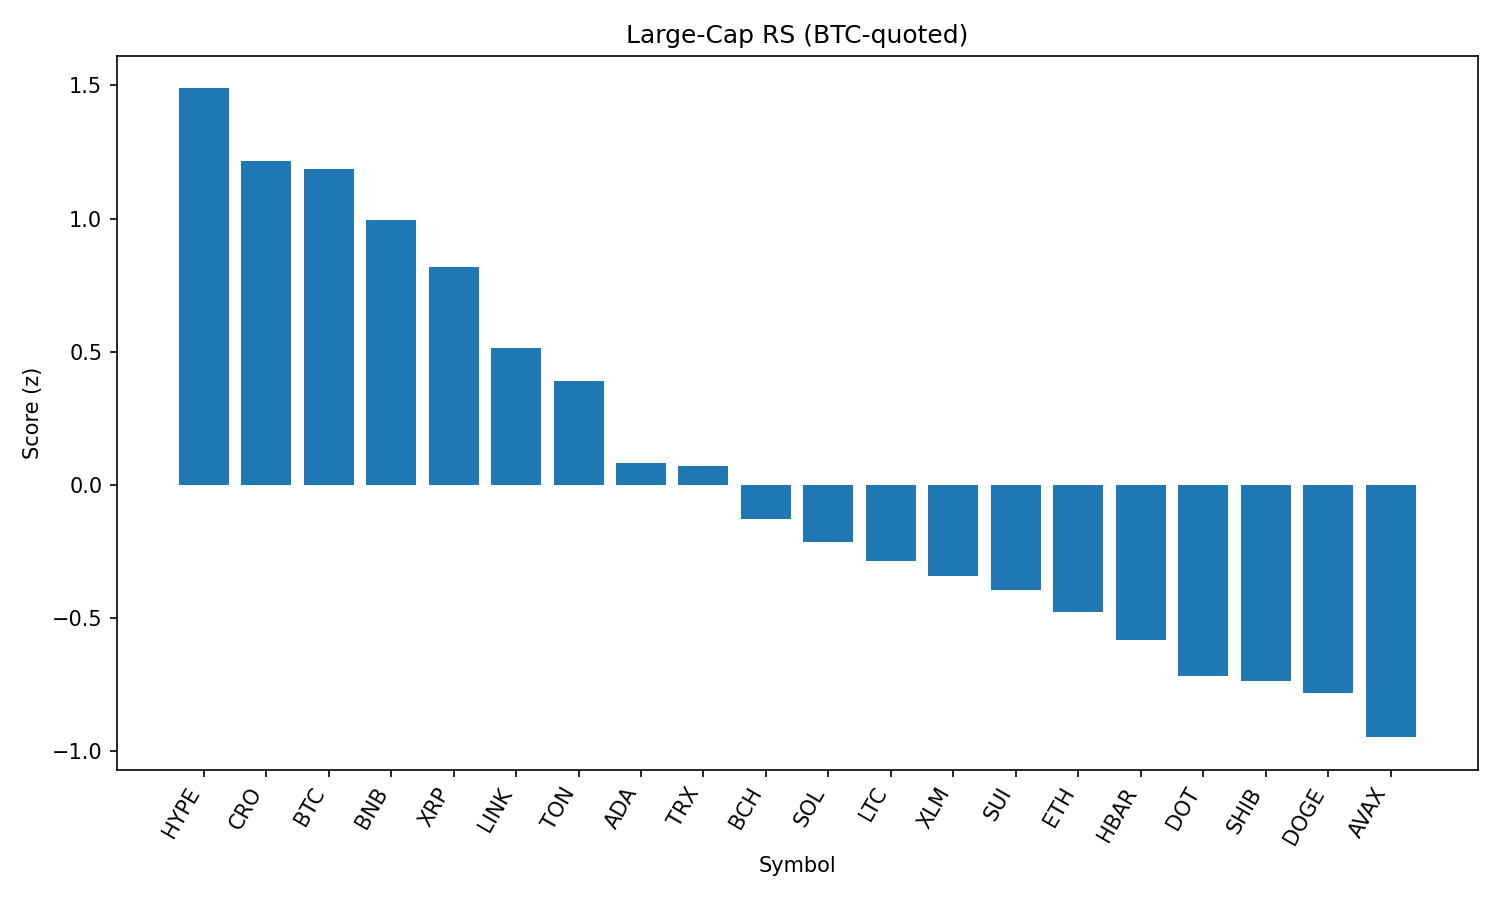 Large-Cap RS (BTC-quoted)
Score (z)
1.5
1.0
0.5
0.0
−0.5
−1.0
HYPE
CRO
BTC
BNB
XRP
LINK
TON
ADA
TRX
BCH
SOL
LTC
XLM
SUI
ETH
HBAR
DOT
SHIB
DOGE
AVAX
Symbol